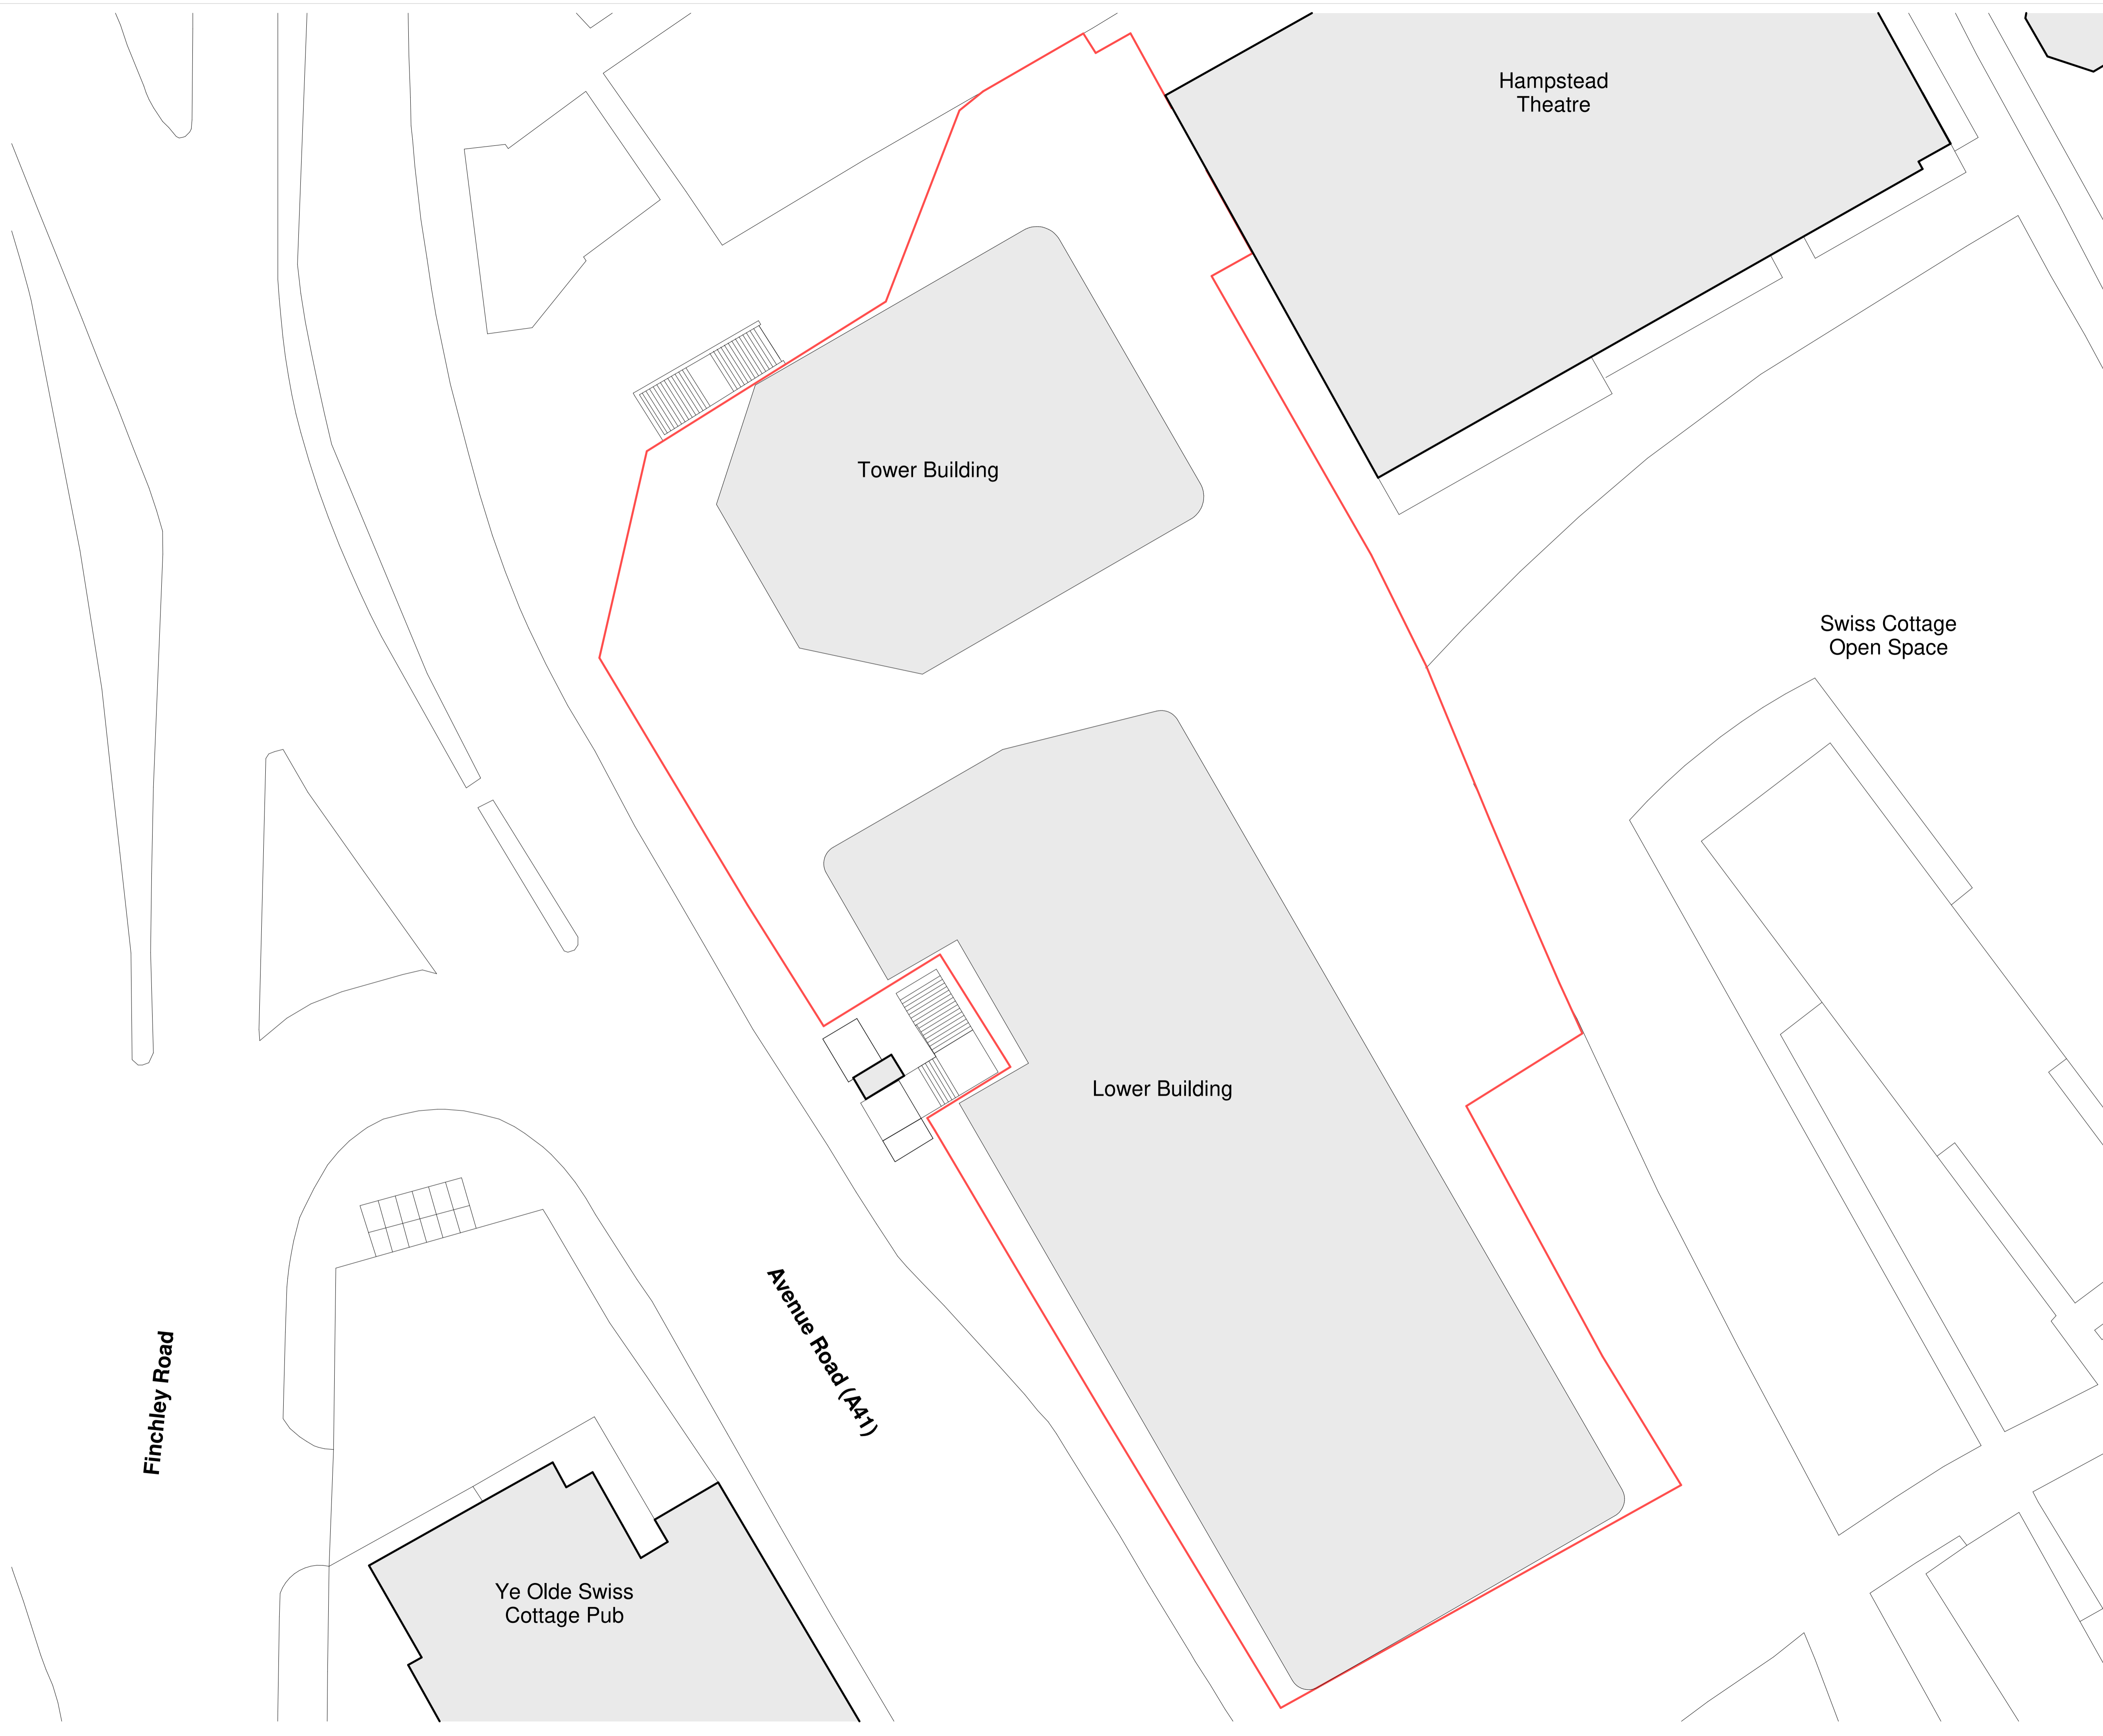 Hampstead
Theatre
Tower Building
Swiss Cottage
Open Space
Lower Building
Avenue Road (A41)
Finchley Road
Ye Olde Swiss
Cottage Pub